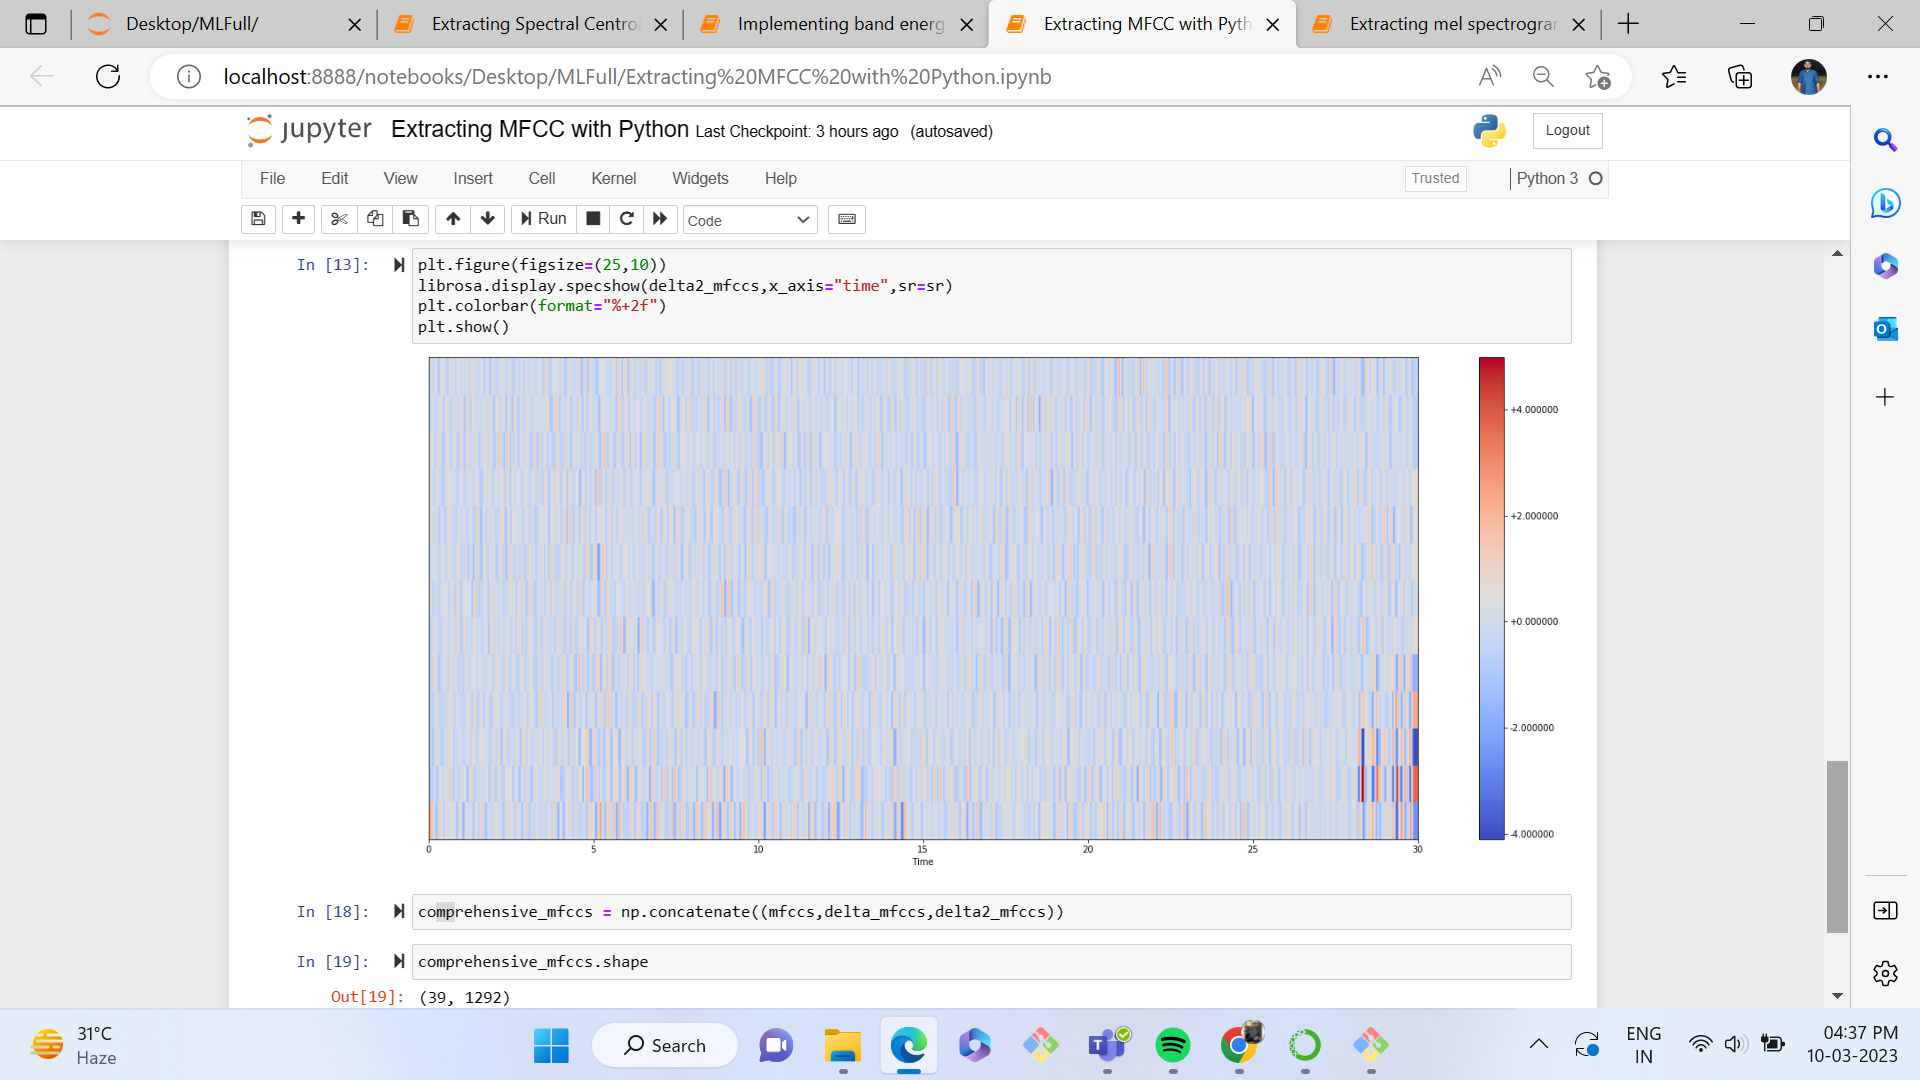 Desktop/MLFull/
Extracting Spectral Centro
Implementing band energ
Extracting MFCC with Pyth
Extracting mel spectrogra
localhost:8888/notebooks/Desktop/MLFull/Extracting%20MFCC%20with%20Python.ipynb
jupyter Extracting MFCC with Python Last Checkpoint: 3 hours ago (autosaved)
Logout
File Edit View Insert Cell Kernel Widgets Help
Trusted
Python 3
Run
Code
In [13]:
plt.figure(figsize=(25,10))
librosa.display.specshow(delta2_mfccs,x_axis="time",sr=sr)
plt.colorbar(format="%+2f")
plt.show()
+4.000000
+2.000000
+0.000000
-2.000000
-4.000000
0 5 10 15 20 25 30
Time
In [18]: comprehensive_mfccs = np.concatenate((mfccs,delta_mfccs,delta2_mfccs))
In [19]: comprehensive_mfccs.shape
Out[19]: (39, 1292)
31°C
Haze
Search
ENG
IN
04:37 PM
10-03-2023